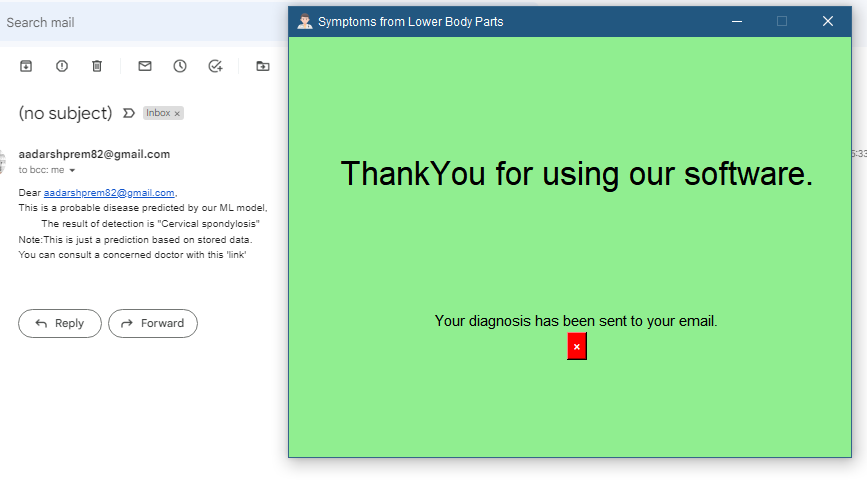 Search mail
(no subject)
Inbox ×
aadarshprem82@gmail.com
to bcc: me
Dear aadarshprem82@gmail.com,
This is a probable disease predicted by our ML model,
The result of detection is "Cervical spondylosis"
Note:This is just a prediction based on stored data.
You can consult a concerned doctor with this 'link'
Reply
Forward
Symptoms from Lower Body Parts
ThankYou for using our software.
Your diagnosis has been sent to your email.
×